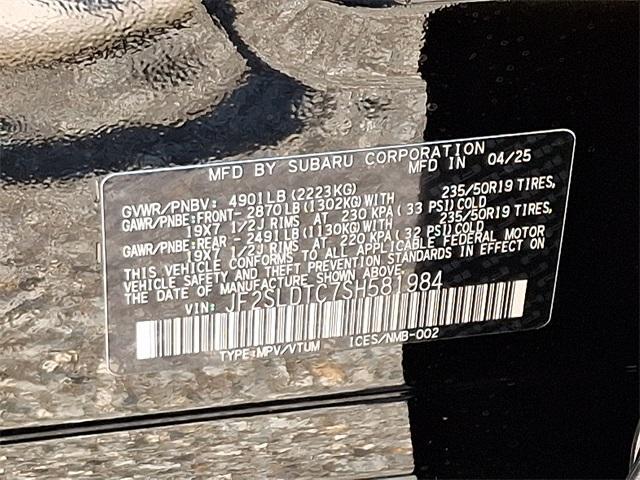 MFD BY SUBARU CORPORATION
MFD IN 04/25
GVWR/PNBV: 4901LB (2223KG)
GAWR/PNBE:FRONT- 2870LB(1302KG)WITH 235/50R19 TIRES,
19X7 1/2J RIMS AT 230 KPA( 33 PSI)COLD
GAWR/PNBE:REAR - 2491LB(1130KG)WITH 235/50R19 TIRES,
19X7 1/2J RIMS AT 220 KPA( 32 PSI)COLD
THIS VEHICLE CONFORMS TO ALL APPLICABLE FEDERAL MOTOR
VEHICLE SAFETY AND THEFT PREVENTION STANDARDS IN EFFECT ON
THE DATE OF MANUFACTURE SHOWN ABOVE.
VIN: JF2SLDTC7SH581984
TYPE:MPV/VTUM ICES/NMB-002